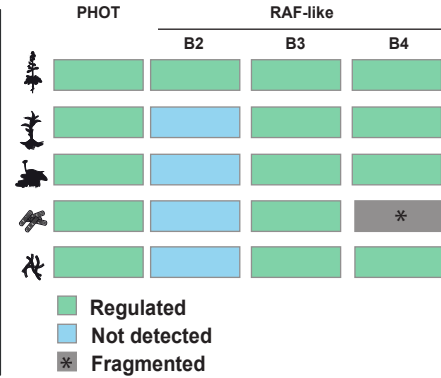 PHOT RAF-like
B2 B3 B4
*
Regulated
Not detected
* Fragmented